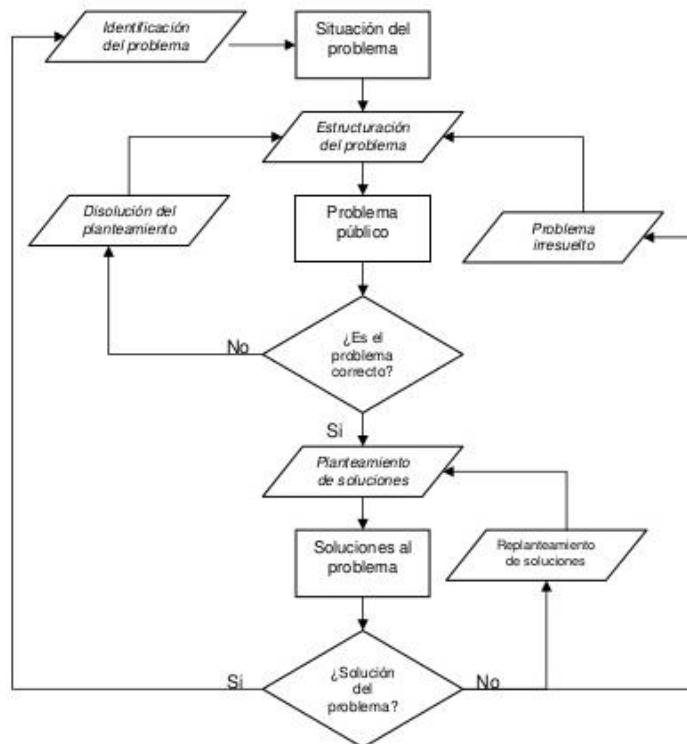 Identificación
del problema
Situación del
problema
Estructuración
del problema
Disolución del
planteamiento
Problema
público
Problema
irresuelto
No
¿Es el
problema
correcto?
Si
Planteamiento
de soluciones
Soluciones al
problema
Replanteamiento
de soluciones
Sí
¿Solución
del
problema?
No